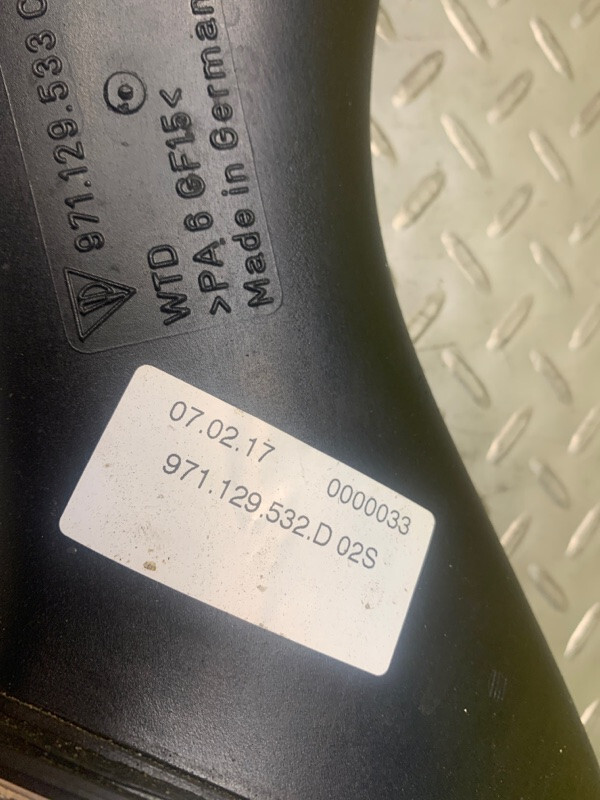 971.129.533 C
WTD
>PA 6 GF15<
Made in German
07.02.17 0000033
971.129.532.D 02S